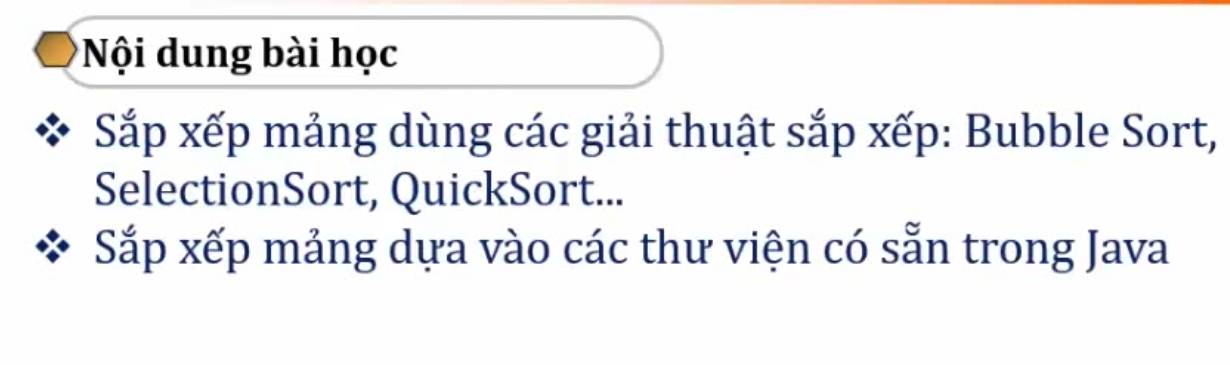 Nội dung bài học
❖ Sắp xếp mảng dùng các giải thuật sắp xếp: Bubble Sort,
SelectionSort, QuickSort...
❖ Sắp xếp mảng dựa vào các thư viện có sẵn trong Java